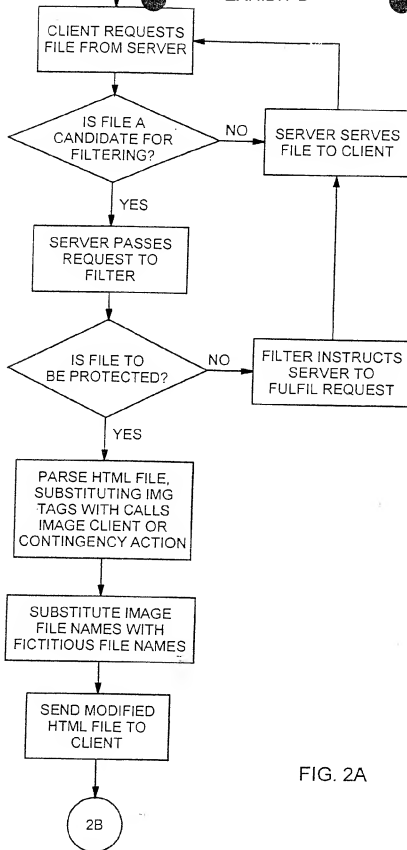 CLIENT REQUESTS
FILE FROM SERVER
IS FILE A
CANDIDATE FOR
FILTERING?
NO
SERVER SERVES
FILE TO CLIENT
YES
SERVER PASSES
REQUEST TO
FILTER
IS FILE TO
BE PROTECTED?
NO
FILTER INSTRUCTS
SERVER TO
FULFIL REQUEST
YES
PARSE HTML FILE,
SUBSTITUTING IMG
TAGS WITH CALLS
IMAGE CLIENT OR
CONTINGENCY ACTION
SUBSTITUTE IMAGE
FILE NAMES WITH
FICTITIOUS FILE NAMES
SEND MODIFIED
HTML FILE TO
CLIENT
FIG. 2A
2B